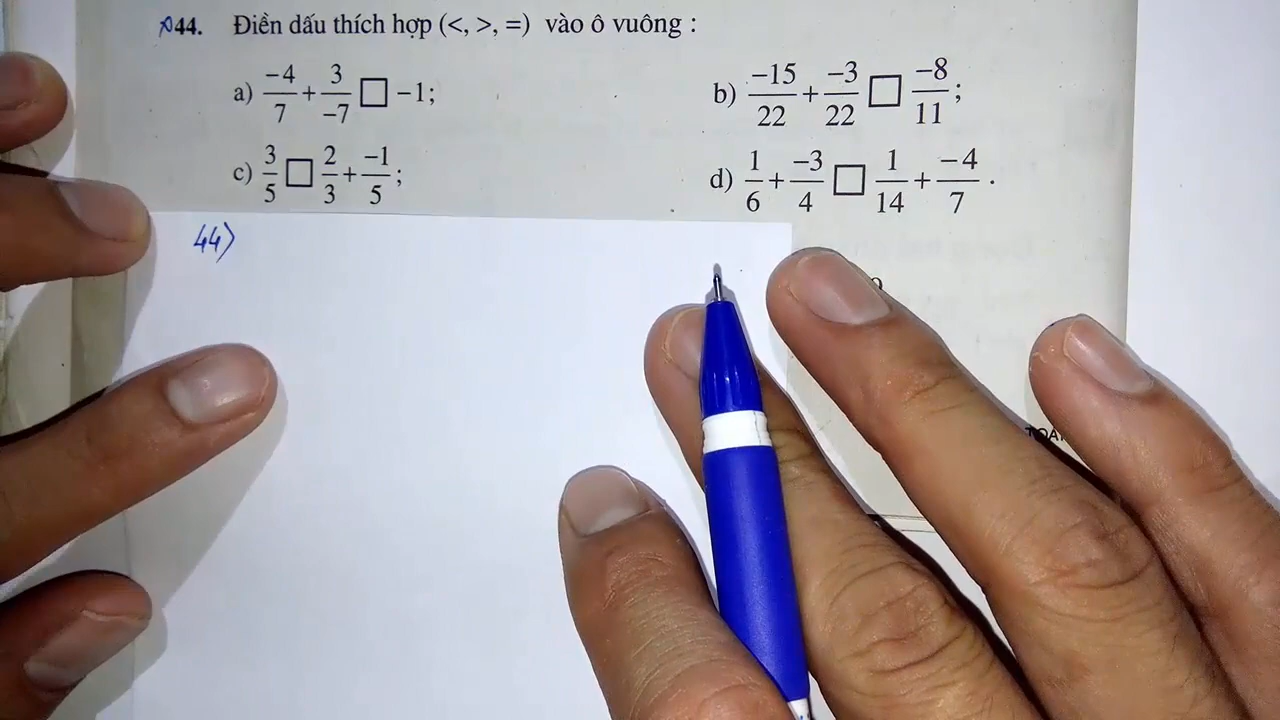 44. Điền dấu thích hợp (<, >, =) vào ô vuông :
a) -4/7 + 3/-7 □ -1;
b) -15/22 + -3/22 □ -8/11;
c) 3/5 □ 2/3 + -1/5;
d) 1/6 + -3/4 □ 1/14 + -4/7.
44)